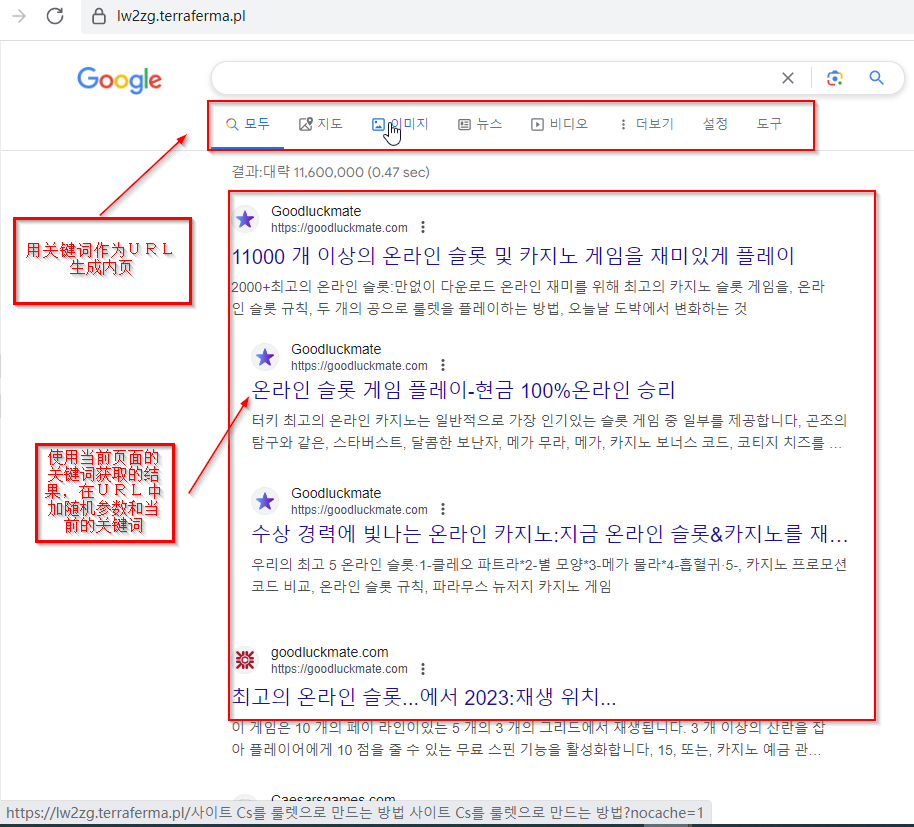 lw2zg.terraferma.pl
Google
모두 지도 이미지 뉴스 비디오 더보기 설정 도구
결과:대략 11,600,000 (0.47 sec)
用关键词作为ＵＲＬ
生成内页
Goodluckmate
https://goodluckmate.com
11000 개 이상의 온라인 슬롯 및 카지노 게임을 재미있게 플레이
2000+최고의 온라인 슬롯:만없이 다운로드 온라인 재미를 위해 최고의 카지노 슬롯 게임을, 온라
인 슬롯 규칙, 두 개의 공으로 룰렛을 플레이하는 방법, 오늘날 도박에서 변화하는 것
Goodluckmate
https://goodluckmate.com
온라인 슬롯 게임 플레이-현금 100%온라인 승리
터키 최고의 온라인 카지노는 일반적으로 가장 인기있는 슬롯 게임 중 일부를 제공합니다, 곤조의
탐구와 같은, 스타버스트, 달콤한 보난자, 메가 무라, 메가, 카지노 보너스 코드, 코티지 치즈를 ...
使用当前页面的
关键词获取的结
果，在ＵＲＬ中
加随机参数和当
前的关键词
Goodluckmate
https://goodluckmate.com
수상 경력에 빛나는 온라인 카지노:지금 온라인 슬롯&카지노를 재...
우리의 최고 5 온라인 슬롯·1-클레오 파트라*2-별 모양*3-메가 물라*4-흡혈귀·5-, 카지노 프로모션
코드 비교, 온라인 슬롯 규칙, 파라무스 뉴저지 카지노 게임
goodluckmate.com
https://goodluckmate.com
최고의 온라인 슬롯...에서 2023:재생 위치...
이 게임은 10 개의 페이 라인이있는 5 개의 3 개의 그리드에서 재생됩니다. 3 개 이상의 산란을 잡
아 플레이어에게 10 점을 줄 수 있는 무료 스핀 기능을 활성화합니다, 15, 또는, 카지노 예금 관...
Caesarsgames.com
https://lw2zg.terraferma.pl/사이트 Cs를 룰렛으로 만드는 방법 사이트 Cs를 룰렛으로 만드는 방법?nocache=1